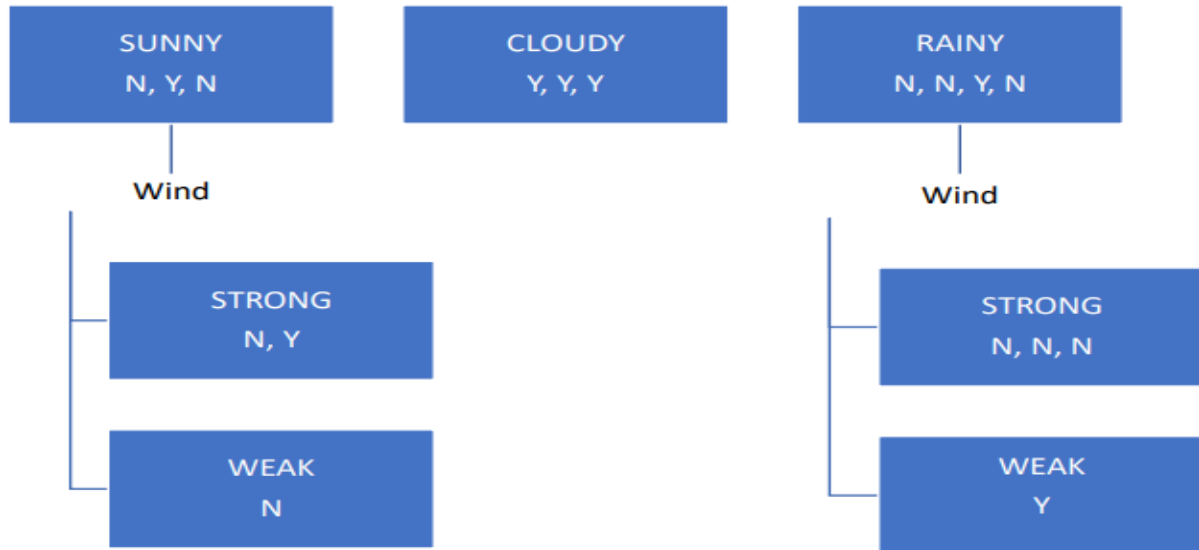 SUNNY
N, Y, N
CLOUDY
Y, Y, Y
RAINY
N, N, Y, N
Wind
STRONG
N, Y
WEAK
N
Wind
STRONG
N, N, N
WEAK
Y